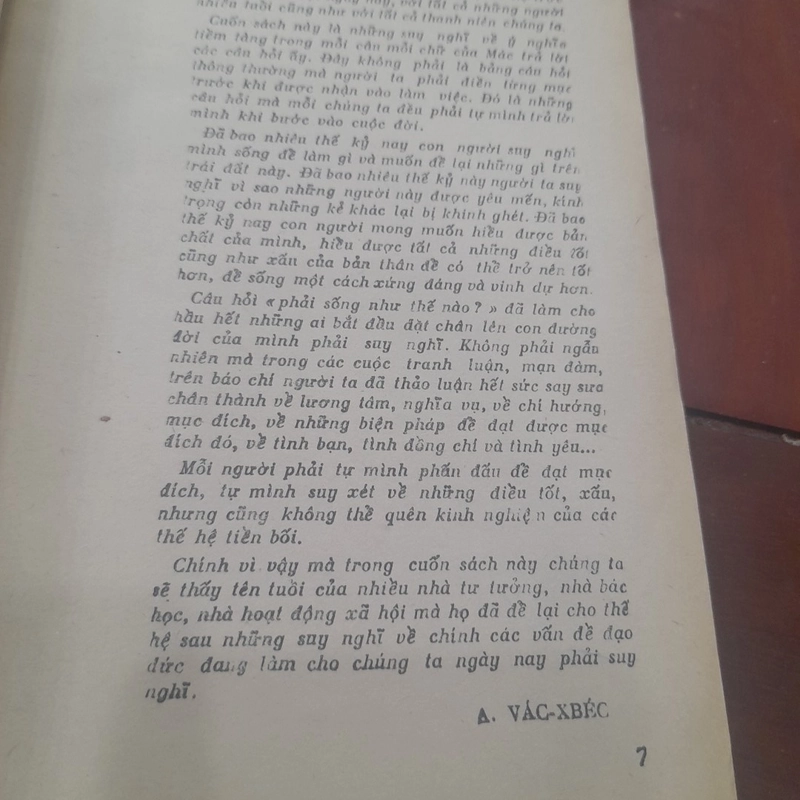 nhiên tuổi cũng như với tất cả thanh niên chúng ta.
Cuốn sách này là những suy nghĩ về ý nghĩa
tiềm tàng trong mỗi câu mỗi chữ của Mác trả lời
các câu hỏi ấy. Đây không phải là bảng câu hỏi
thông thường mà người ta phải điền từng mục
trước khi được nhận vào làm việc. Đó là những
câu hỏi mà mỗi chúng ta đều phải tự mình trả lời
mình khi bước vào cuộc đời.
Đã bao nhiêu thế kỷ nay con người suy nghĩ
mình sống để làm gì và muốn để lại những gì trên
trái đất này. Đã bao nhiêu thế kỷ này người ta suy
nghĩ vì sao những người này được yêu mến, kính
trọng còn những kẻ khác lại bị khinh ghét. Đã bao
thế kỷ nay con người mong muốn hiểu được bản
chất của mình, hiểu được tất cả những điều tốt
cũng như xấu của bản thân để có thể trở nên tốt
hơn, để sống một cách xứng đáng và vinh dự hơn.
Câu hỏi « phải sống như thế nào? » đã làm cho
hầu hết những ai bắt đầu đặt chân lên con đường
đời của mình phải suy nghĩ. Không phải ngẫu
nhiên mà trong các cuộc tranh luận, mạn đàm,
trên báo chí người ta đã thảo luận hết sức say sưa
chân thành về lương tâm, nghĩa vụ, về chí hướng,
mục đích, về những biện pháp để đạt được mục
đích đó, về tình bạn, tình đồng chí và tình yêu...
Mỗi người phải tự mình phấn đấu để đạt mục
đích, tự mình suy xét về những điều tốt, xấu,
nhưng cũng không thể quên kinh nghiện của các
thế hệ tiền bối.
Chính vì vậy mà trong cuốn sách này chúng ta
sẽ thấy tên tuổi của nhiều nhà tư tưởng, nhà bác
học, nhà hoạt động xã hội mà họ đã để lại cho thế
hệ sau những suy nghĩ về chính các vấn đề đạo
đức đang làm cho chúng ta ngày nay phải suy
nghĩ.
A. VÁC-XBÉC
7